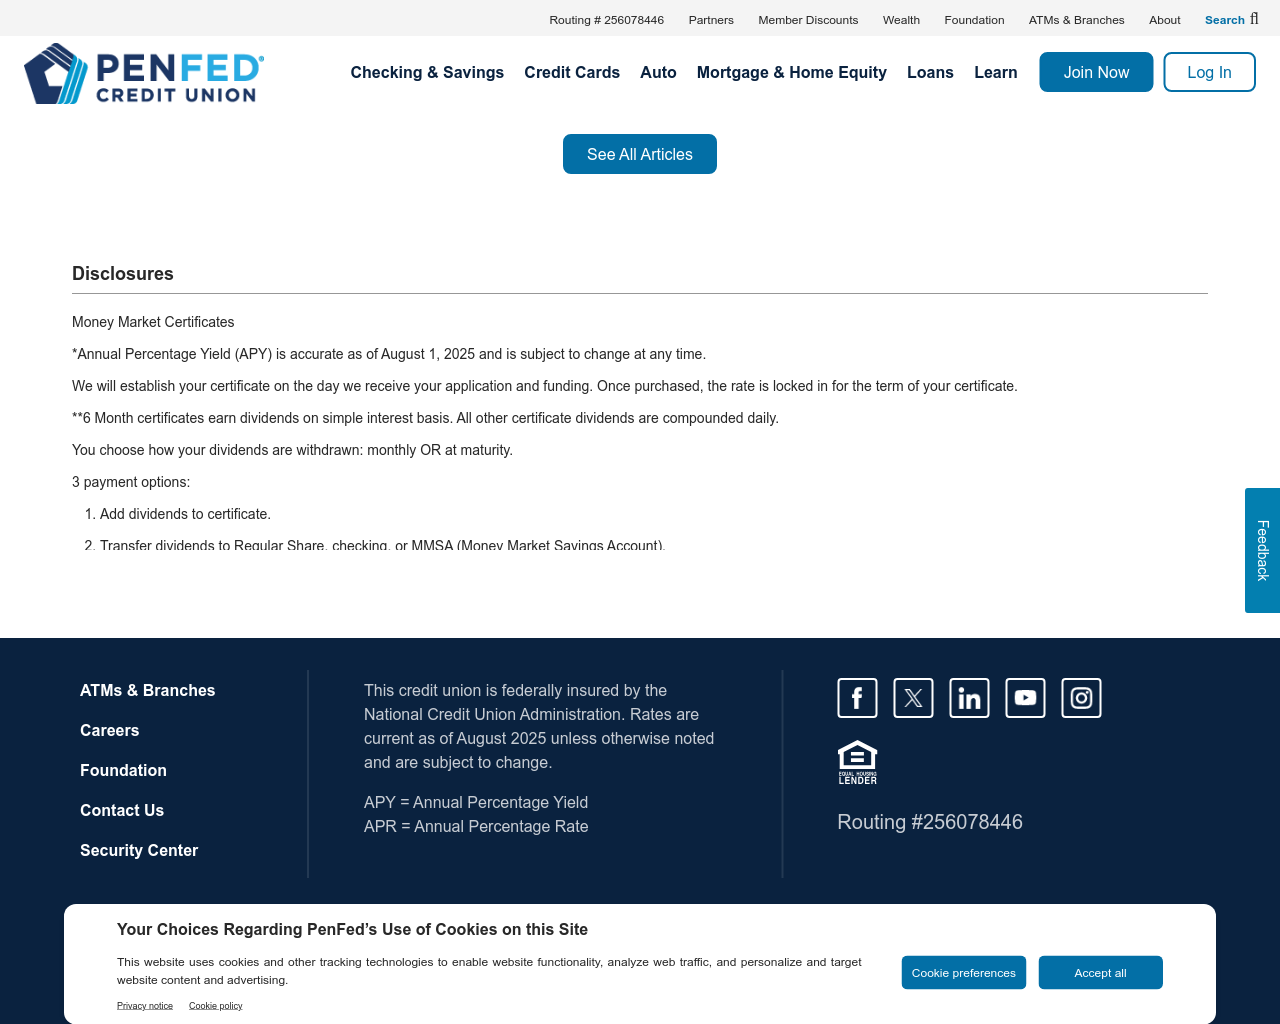 Routing # 256078446
Partners
Member Discounts
Wealth
Foundation
ATMs & Branches
About
Search
PENFED®
CREDIT UNION
Checking & Savings
Credit Cards
Auto
Mortgage & Home Equity
Loans
Learn
Join Now
Log In
See All Articles
Disclosures
Money Market Certificates
*Annual Percentage Yield (APY) is accurate as of August 1, 2025 and is subject to change at any time.
We will establish your certificate on the day we receive your application and funding. Once purchased, the rate is locked in for the term of your certificate.
**6 Month certificates earn dividends on simple interest basis. All other certificate dividends are compounded daily.
You choose how your dividends are withdrawn: monthly OR at maturity.
3 payment options:
1. Add dividends to certificate.
2. Transfer dividends to Regular Share, checking, or MMSA (Money Market Savings Account).
Feedback
ATMs & Branches
Careers
Foundation
Contact Us
Security Center
This credit union is federally insured by the
National Credit Union Administration. Rates are
current as of August 2025 unless otherwise noted
and are subject to change.
APY = Annual Percentage Yield
APR = Annual Percentage Rate
EQUAL HOUSING
LENDER
Routing #256078446
Your Choices Regarding PenFed’s Use of Cookies on this Site
This website uses cookies and other tracking technologies to enable website functionality, analyze web traffic, and personalize and target
website content and advertising.
Privacy notice
Cookie policy
Cookie preferences
Accept all